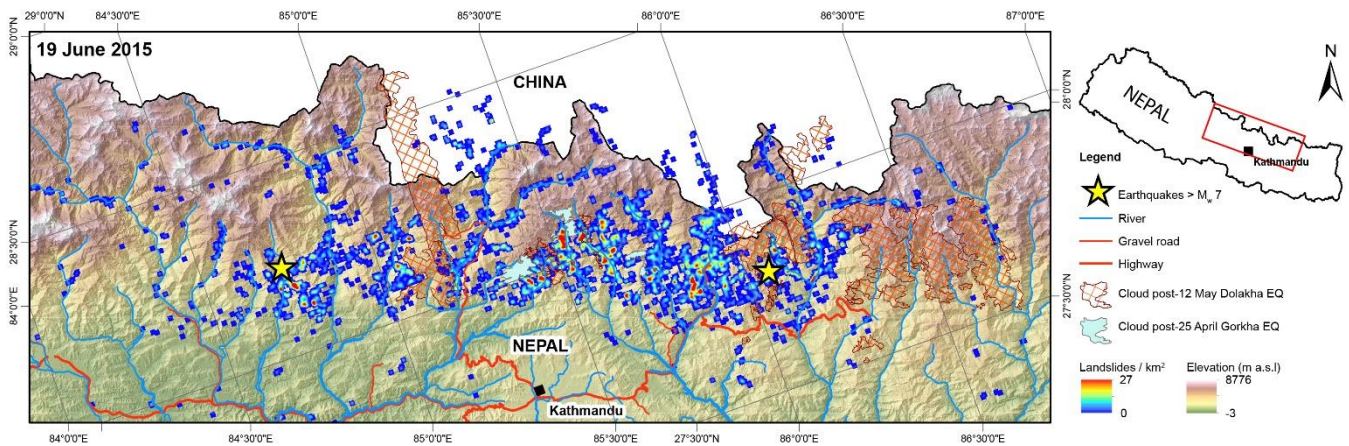 29°0'0"N
84°30'0"E
85°0'0"E
85°30'0"E
86°0'0"E
86°30'0"E
87°0'0"E
29°0'0"N
19 June 2015
CHINA
28°0'0"N
28°30'0"N
84°0'0"E
27°30'0"N
NEPAL
Kathmandu
84°0'0"E
84°30'0"E
85°0'0"E
85°30'0"E
27°30'0"N
86°0'0"E
86°30'0"E
N
NEPAL
Kathmandu
Legend
Earthquakes > Mw 7
River
Gravel road
Highway
Cloud post-12 May Dolakha EQ
Cloud post-25 April Gorkha EQ
Landslides / km²
27
0
Elevation (m a.s.l)
8776
-3